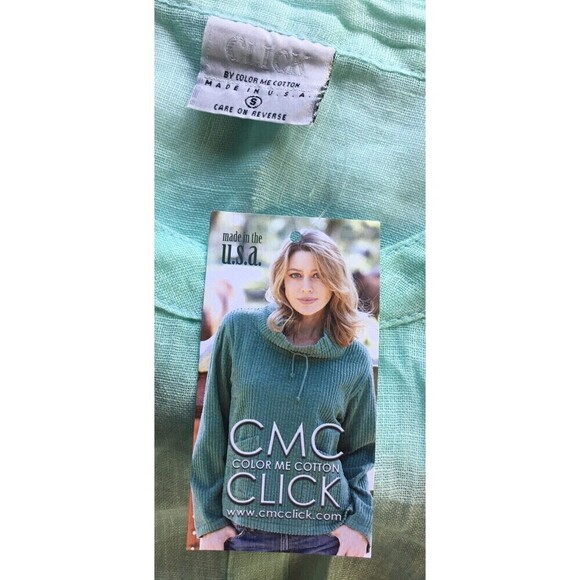 CLICK
BY COLOR ME COTTON
MADE IN U.S.A.
S
CARE ON REVERSE
made in the
u.s.a.
CMC
COLOR ME COTTON
CLICK
www.cmcclick.com